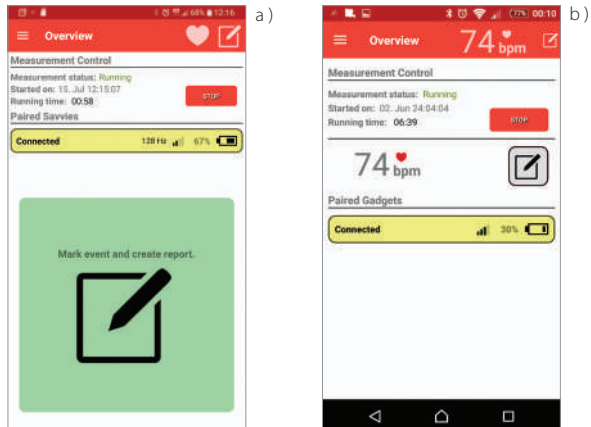 68% 12:16
a)
Overview
Measurement Control
Measurement status: Running
Started on: 15. Jul 12:15:07
Running time: 00:58
STOP
Paired Savvies
Connected 128 Hz 67%
Mark event and create report.
77% 00:10
b)
Overview 74 bpm
Measurement Control
Measurement status: Running
Started on: 02. Jun 24:04:04
Running time: 06:39
STOP
74 bpm
Paired Gadgets
Connected 30%